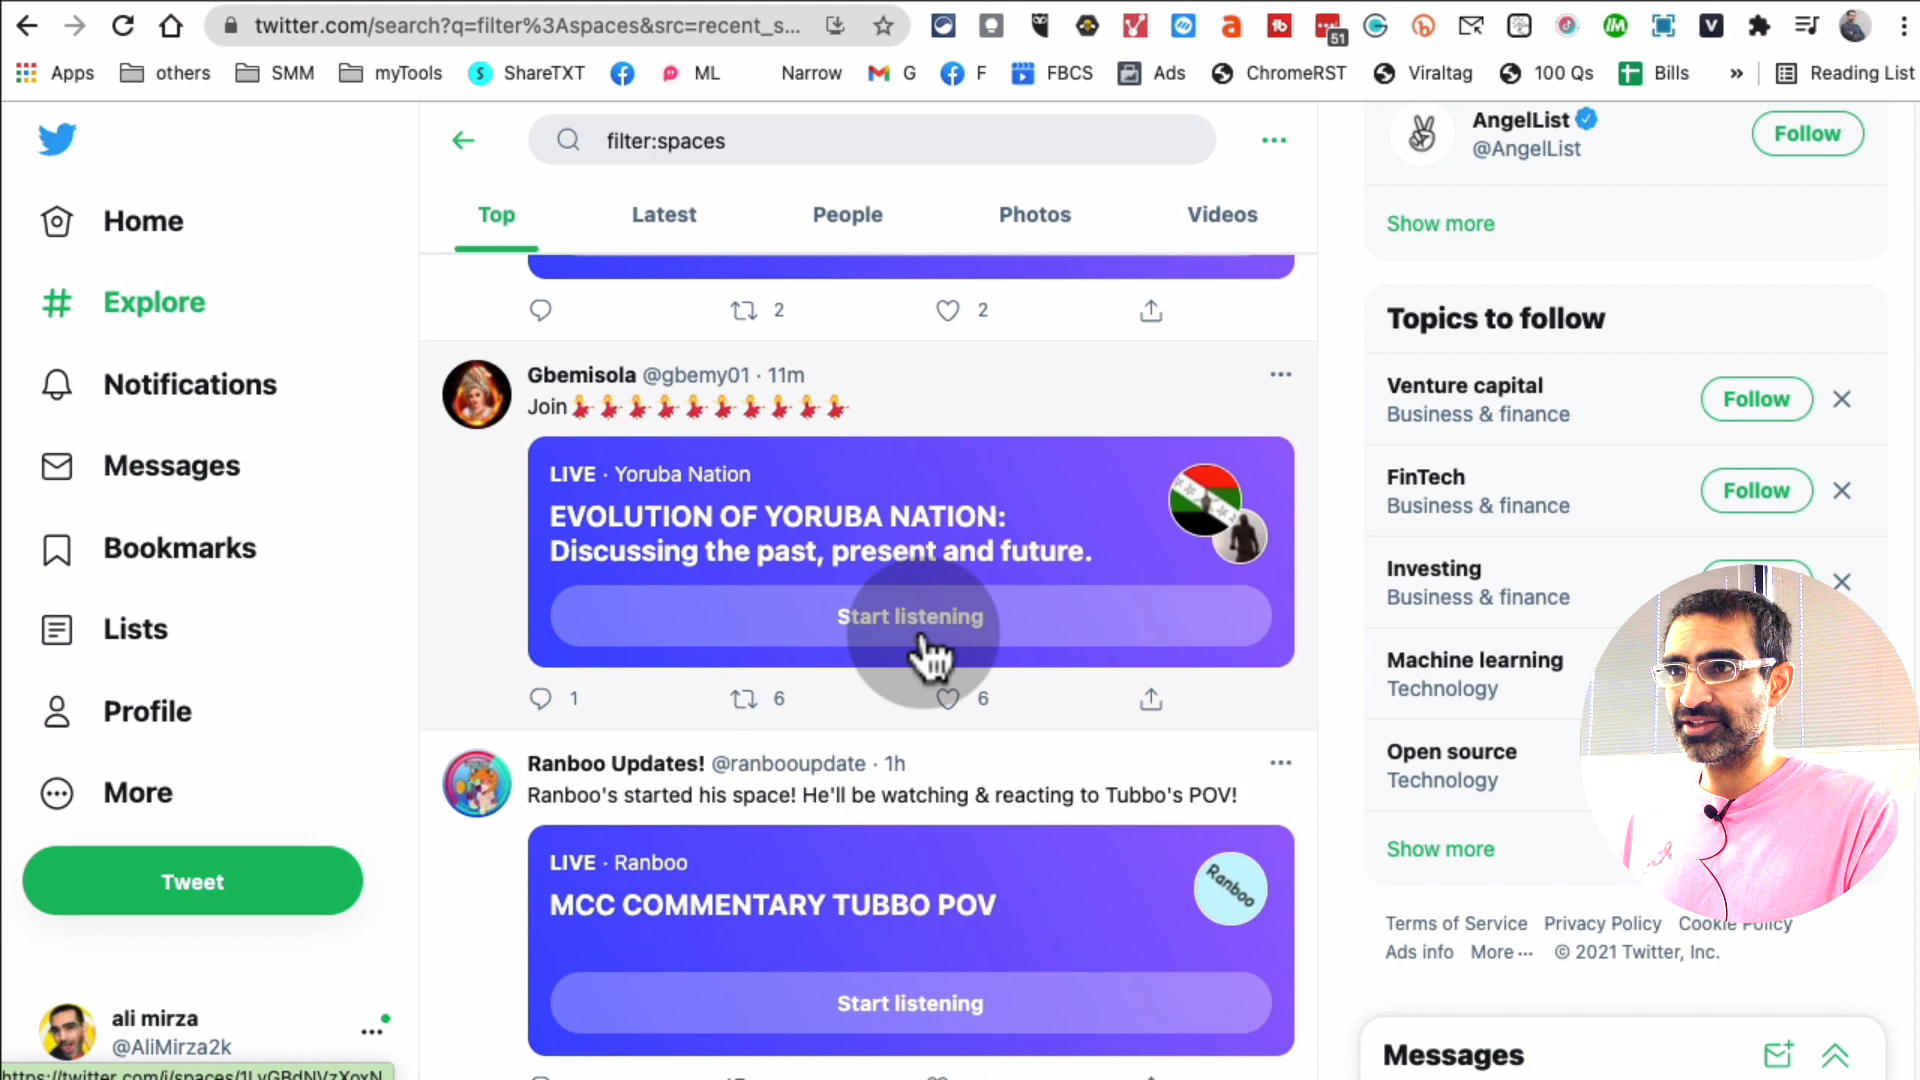 twitter.com/search?q=filter%3Aspaces&src=recent_s...
51
Apps others SMM myTools ShareTXT ML Narrow G F FBCS Ads ChromeRST Viraltag 100 Qs Bills » Reading List
filter:spaces
Top Latest People Photos Videos
Home
Explore
Notifications
Messages
Bookmarks
Lists
Profile
More
Tweet
ali mirza
@AliMirza2k
2 2
Gbemisola @gbemy01 · 11m
Join
LIVE · Yoruba Nation
EVOLUTION OF YORUBA NATION:
Discussing the past, present and future.
Start listening
1 6 6
Ranboo Updates! @ranbooupdate · 1h
Ranboo's started his space! He'll be watching & reacting to Tubbo's POV!
LIVE · Ranboo
MCC COMMENTARY TUBBO POV
Ranboo
Start listening
AngelList
@AngelList
Follow
Show more
Topics to follow
Venture capital
Business & finance
Follow
FinTech
Business & finance
Follow
Investing
Business & finance
Machine learning
Technology
Open source
Technology
Show more
Terms of Service Privacy Policy Cookie Policy
Ads info More ··· © 2021 Twitter, Inc.
Messages